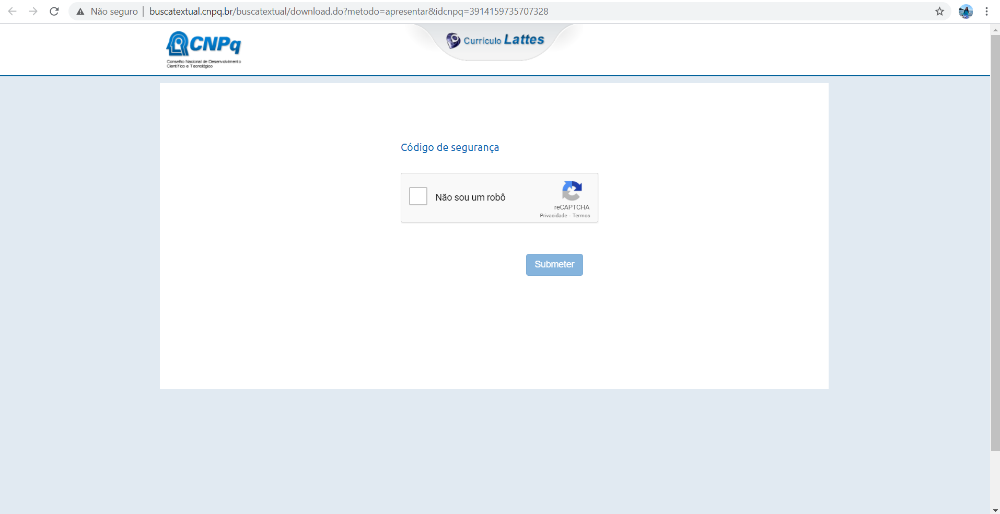 Não seguro | buscatextual.cnpq.br/buscatextual/download.do?metodo=apresentar&idcnpq=3914159735707328
CNPq
Conselho Nacional de Desenvolvimento
Científico e Tecnológico
Currículo Lattes
Código de segurança
Não sou um robô
reCAPTCHA
Privacidade - Termos
Submeter